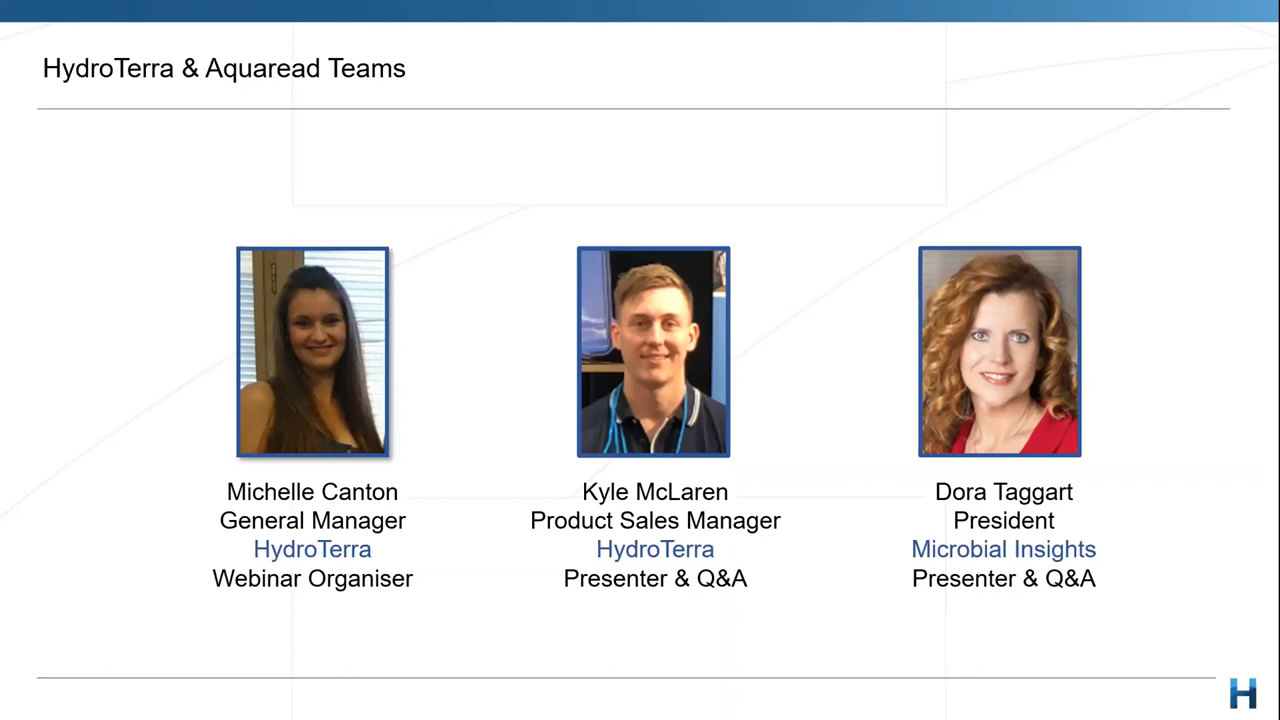 HydroTerra & Aquaread Teams
Michelle Canton
General Manager
HydroTerra
Webinar Organiser
Kyle McLaren
Product Sales Manager
HydroTerra
Presenter & Q&A
Dora Taggart
President
Microbial Insights
Presenter & Q&A
H